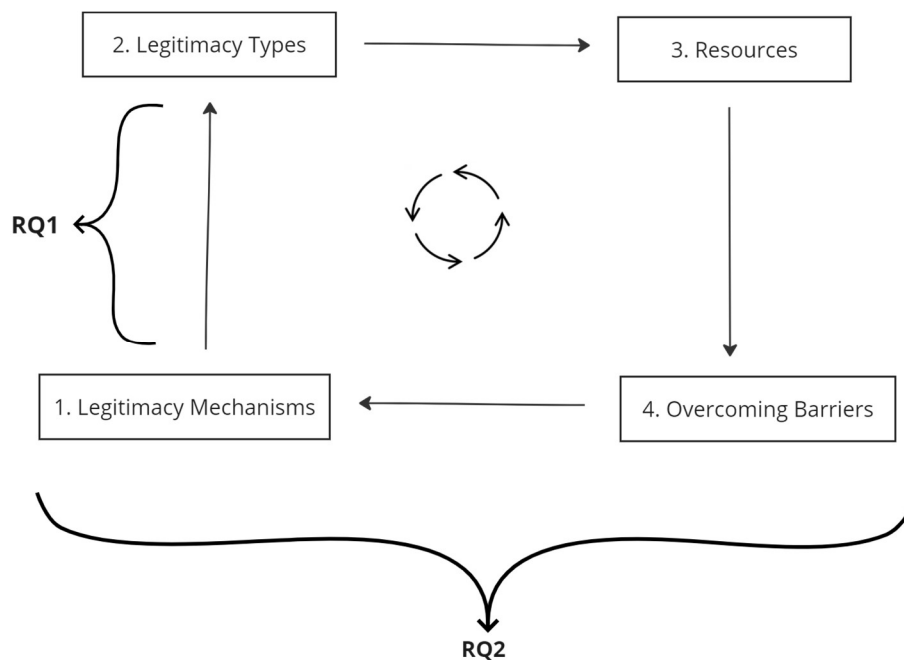 2. Legitimacy Types
3. Resources
RQ1
1. Legitimacy Mechanisms
4. Overcoming Barriers
RQ2